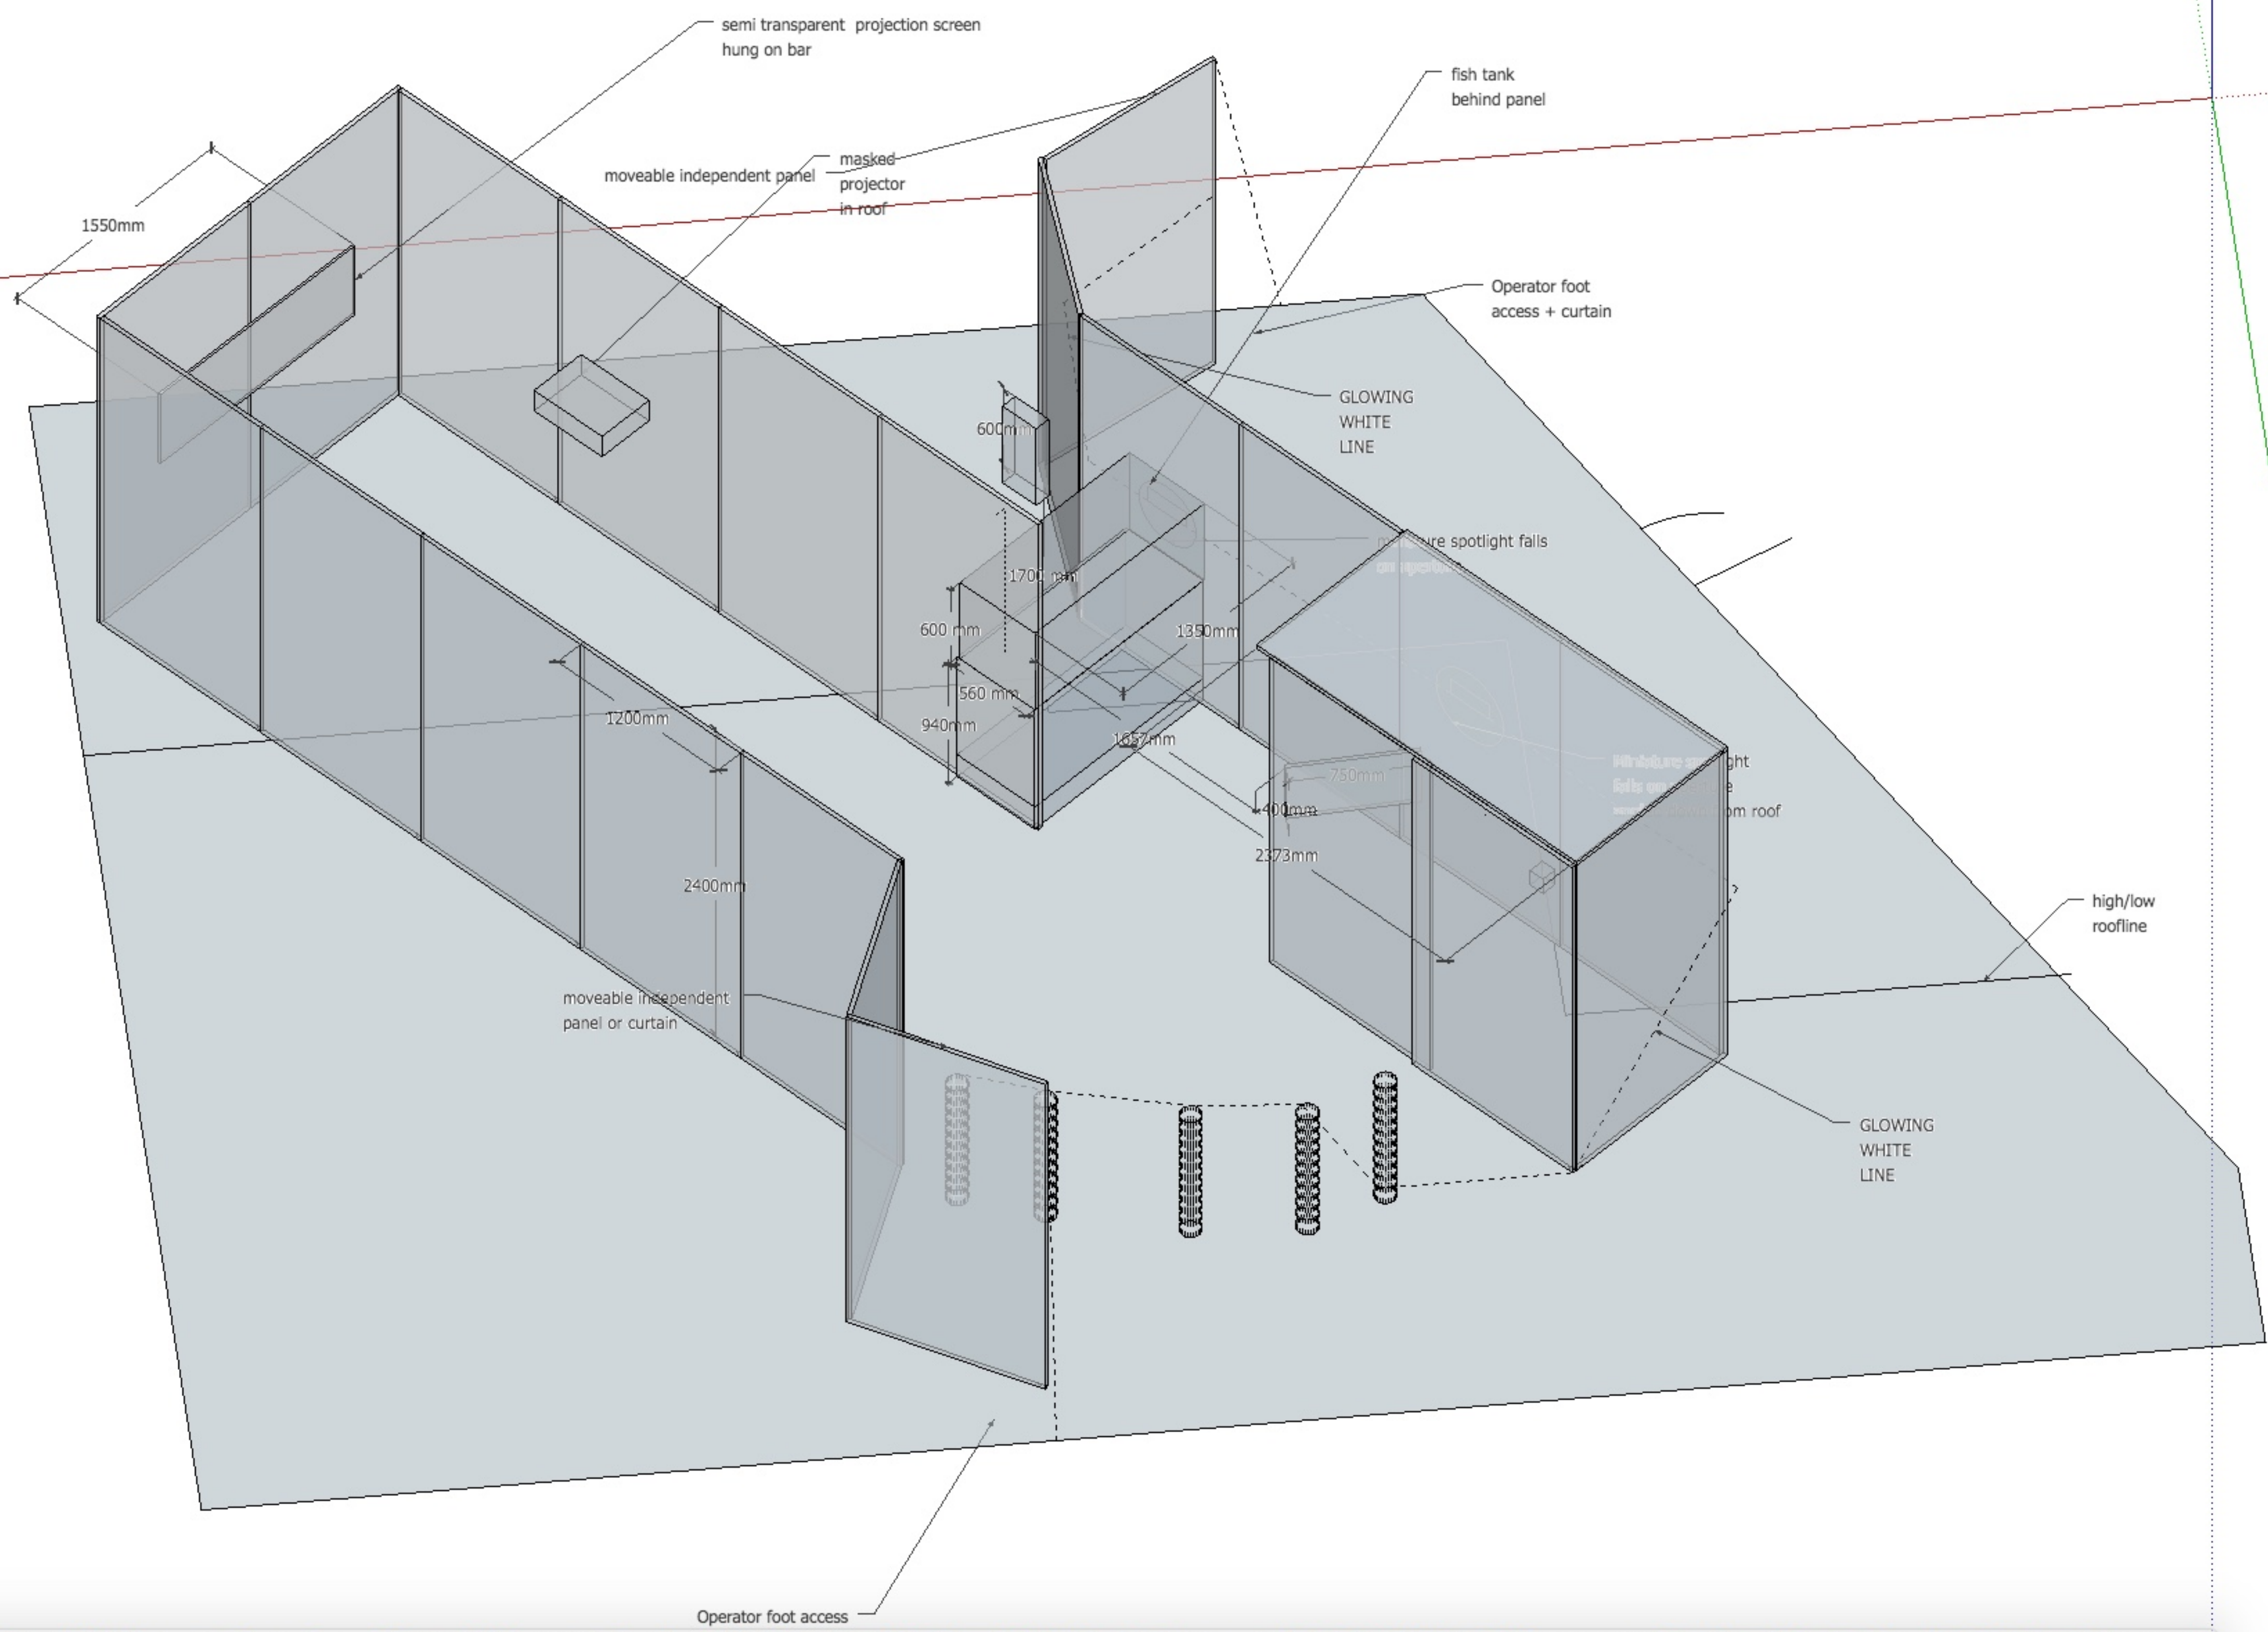 semi transparent  projection screen
hung on bar
fish tank
behind panel
masked
projector
in roof
moveable independent panel
1550mm
Operator foot
access + curtain
GLOWING
WHITE
LINE
600mm
spotlight falls
1700 mm
600 mm
1350mm
560 mm
940mm
1200mm
1657mm
750mm
400mm
2373mm
roof
2400mm
high/low
roofline
moveable independent
panel or curtain
GLOWING
WHITE
LINE
Operator foot access